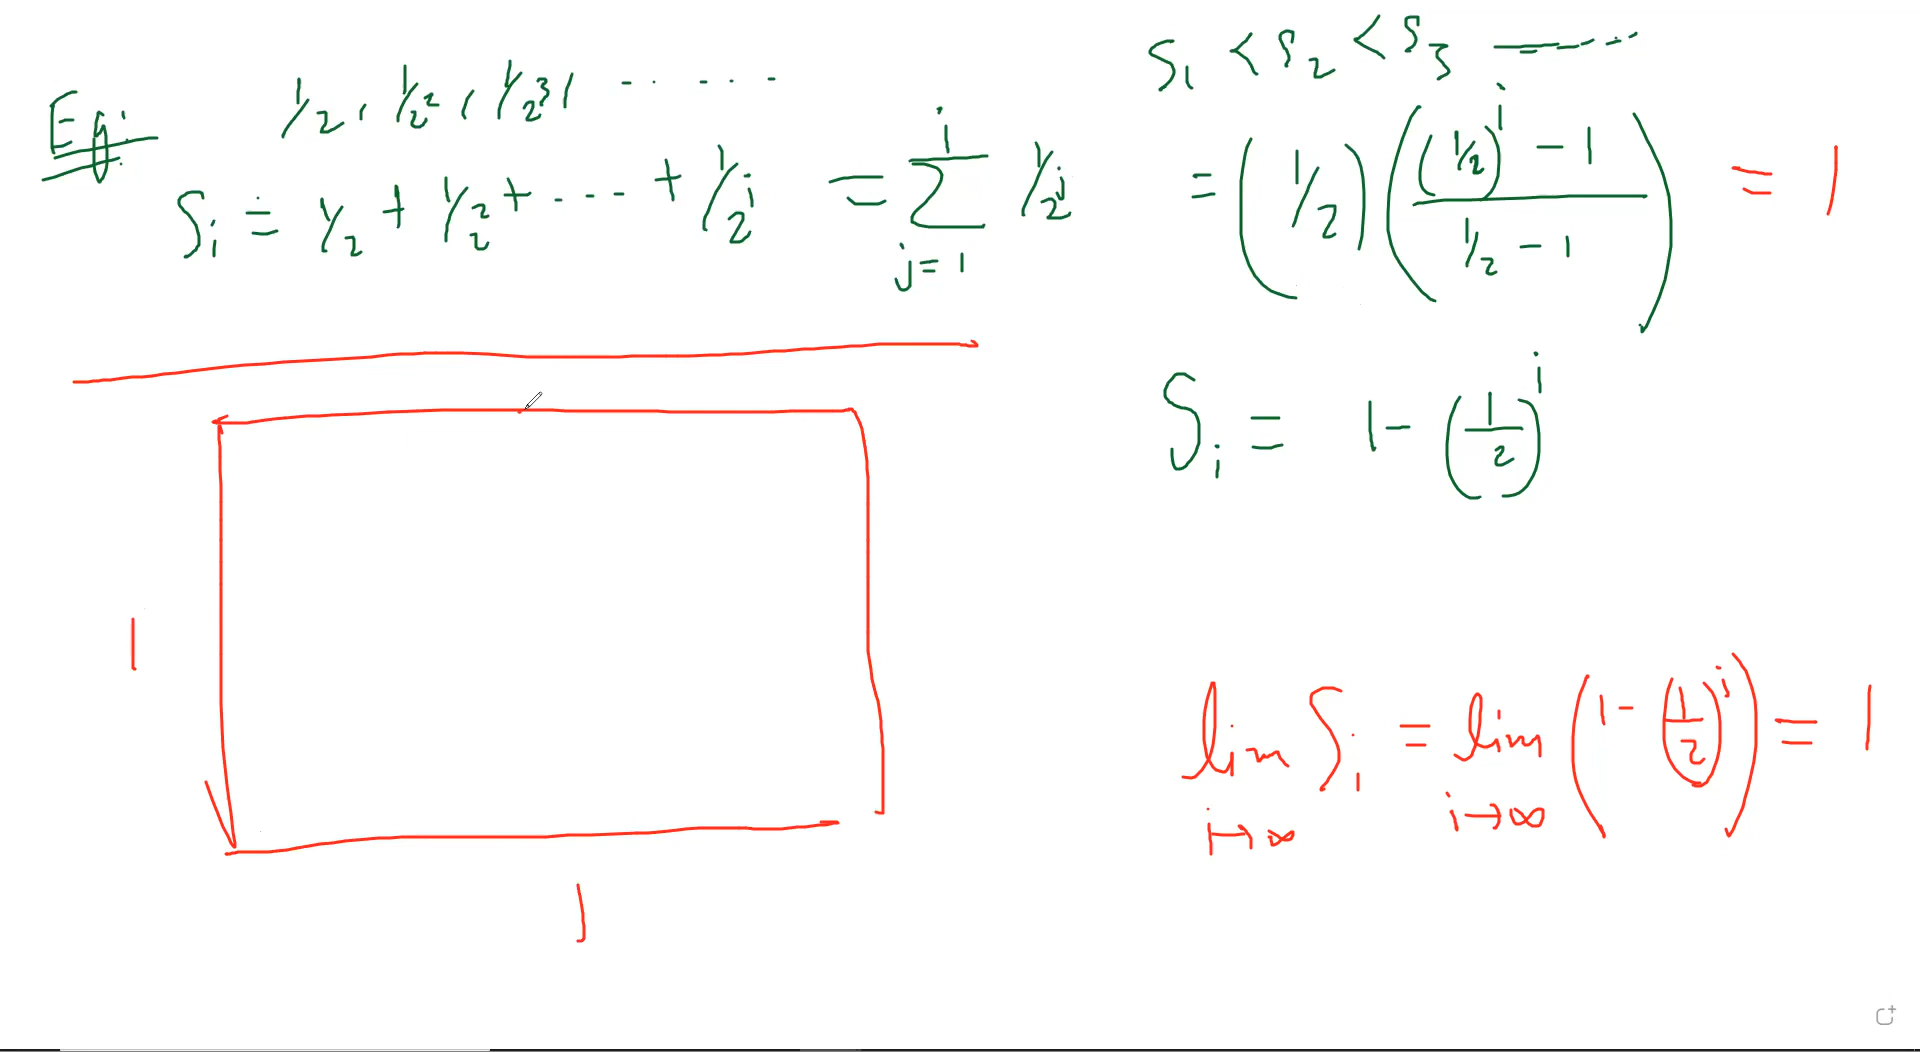 Eg: 1/2, 1/2², 1/2³, . . . . . .
S₁ < S₂ < S₃ - - - -
Sᵢ = 1/2 + 1/2² + - - - + 1/2ⁱ = ∑_{j=1}^{i} 1/2ʲ = (1/2) (((1/2)ⁱ - 1) / (1/2 - 1)) = 1
Sᵢ = 1 - (1/2)ⁱ
1
lim_{i→∞} Sᵢ = lim_{i→∞} (1 - (1/2)ⁱ) = 1
1